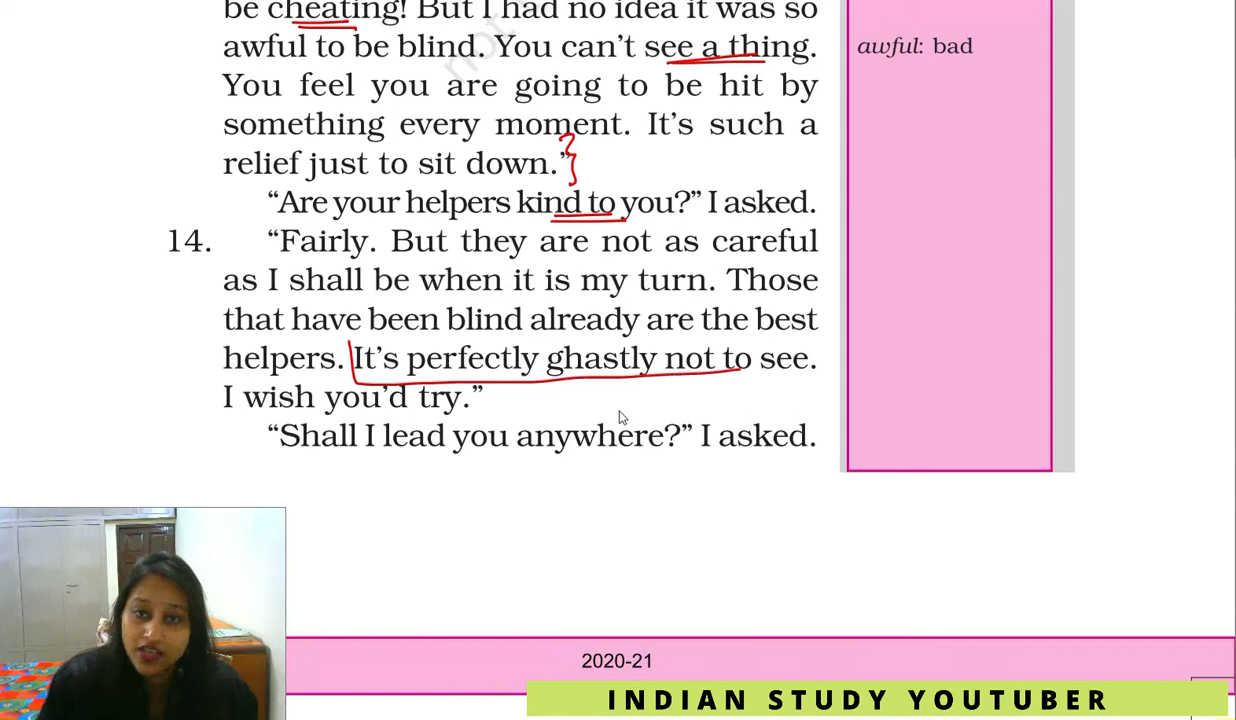 be cheating! But I had no idea it was so
awful to be blind. You can't see a thing.
You feel you are going to be hit by
something every moment. It's such a
relief just to sit down.”
“Are your helpers kind to you?” I asked.
14. “Fairly. But they are not as careful
as I shall be when it is my turn. Those
that have been blind already are the best
helpers. It's perfectly ghastly not to see.
I wish you'd try.”
“Shall I lead you anywhere?” I asked.
awful: bad
not
2020-21
INDIAN STUDY YOUTUBER